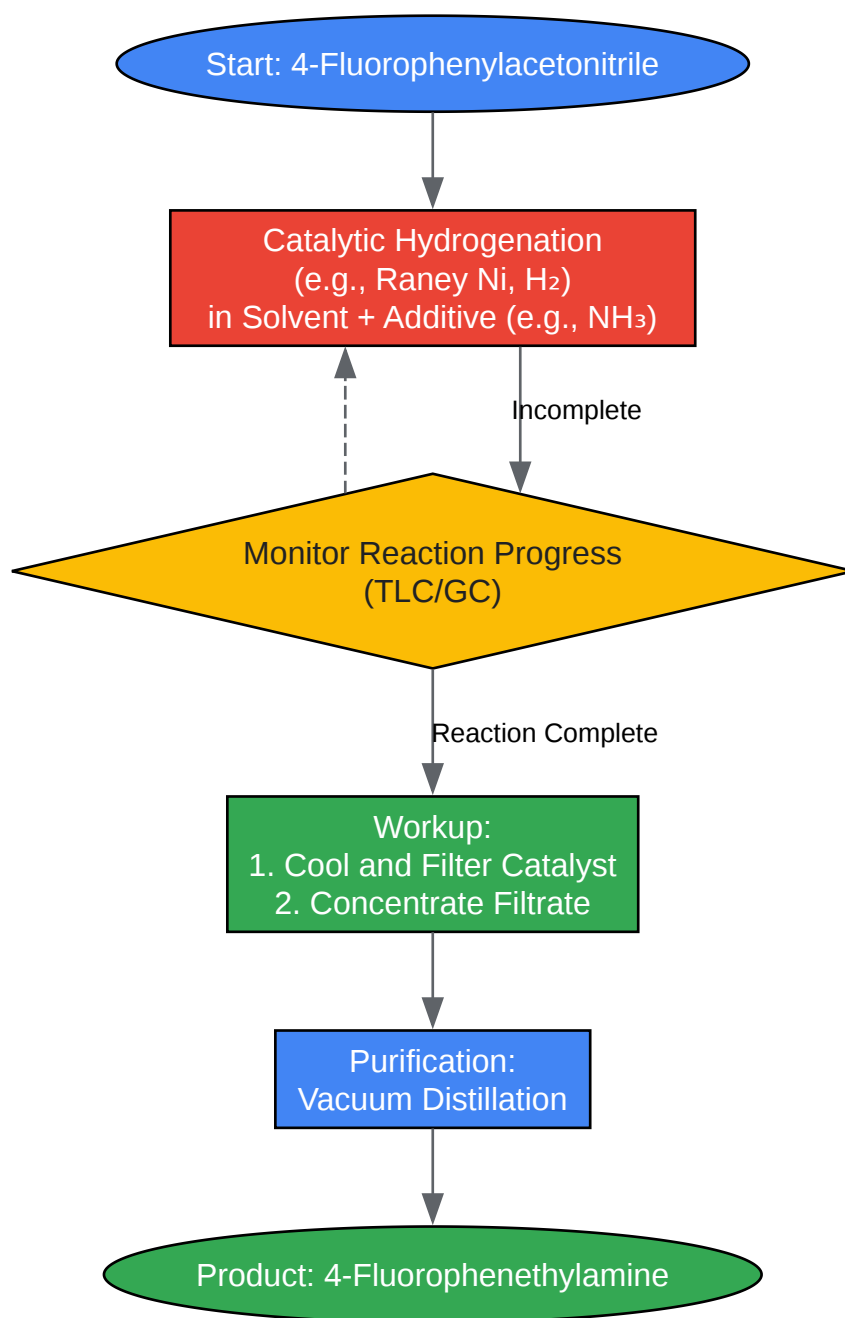 Start: 4-Fluorophenylacetonitrile
Catalytic Hydrogenation
(e.g., Raney Ni, H₂)
in Solvent + Additive (e.g., NH₃)
Incomplete
Monitor Reaction Progress
(TLC/GC)
Reaction Complete
Workup:
1. Cool and Filter Catalyst
2. Concentrate Filtrate
Purification:
Vacuum Distillation
Product: 4-Fluorophenethylamine